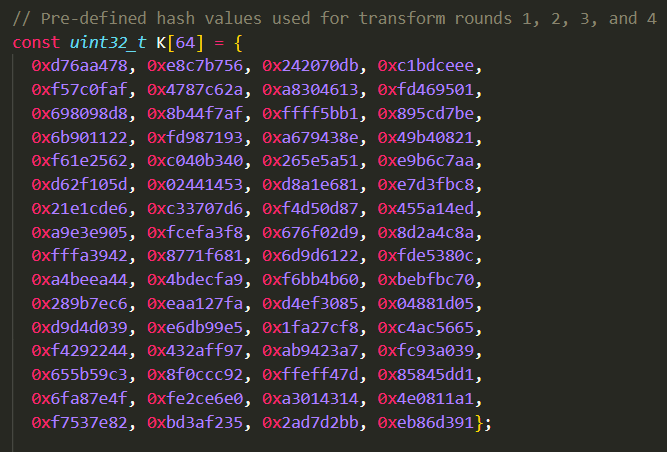 // Pre-defined hash values used for transform rounds 1, 2, 3, and 4
const uint32_t K[64] = {
0xd76aa478, 0xe8c7b756, 0x242070db, 0xc1bdceee,
0xf57c0faf, 0x4787c62a, 0xa8304613, 0xfd469501,
0x698098d8, 0x8b44f7af, 0xffff5bb1, 0x895cd7be,
0x6b901122, 0xfd987193, 0xa679438e, 0x49b40821,
0xf61e2562, 0xc040b340, 0x265e5a51, 0xe9b6c7aa,
0xd62f105d, 0x02441453, 0xd8a1e681, 0xe7d3fbc8,
0x21e1cde6, 0xc33707d6, 0xf4d50d87, 0x455a14ed,
0xa9e3e905, 0xfcefa3f8, 0x676f02d9, 0x8d2a4c8a,
0xfffa3942, 0x8771f681, 0x6d9d6122, 0xfde5380c,
0xa4beea44, 0x4bdecfa9, 0xf6bb4b60, 0xbebfbc70,
0x289b7ec6, 0xeaa127fa, 0xd4ef3085, 0x04881d05,
0xd9d4d039, 0xe6db99e5, 0x1fa27cf8, 0xc4ac5665,
0xf4292244, 0x432aff97, 0xab9423a7, 0xfc93a039,
0x655b59c3, 0x8f0ccc92, 0xffeff47d, 0x85845dd1,
0x6fa87e4f, 0xfe2ce6e0, 0xa3014314, 0x4e0811a1,
0xf7537e82, 0xbd3af235, 0x2ad7d2bb, 0xeb86d391};